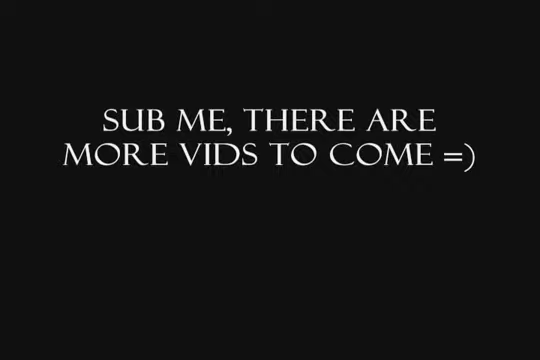 SUB ME, THERE ARE
MORE VIDS TO COME =)